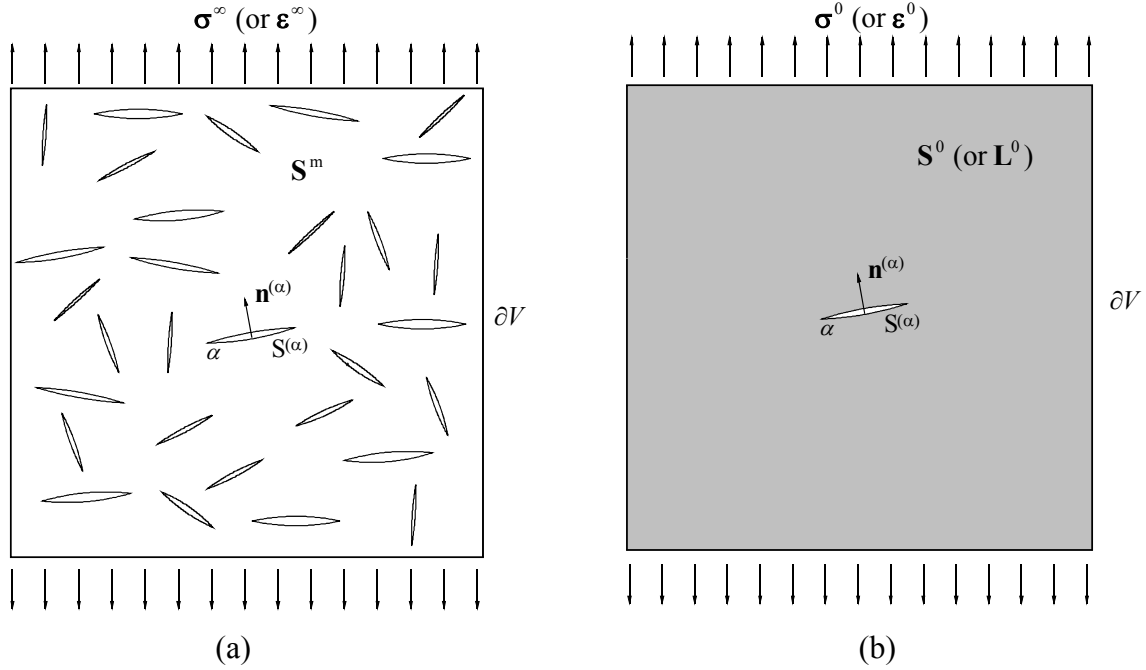 σ^∞ (or ε^∞)
σ^0 (or ε^0)
S^m
S^0 (or L^0)
n^(α)
n^(α)
∂V
∂V
α
S^(α)
α
S^(α)
(a)
(b)